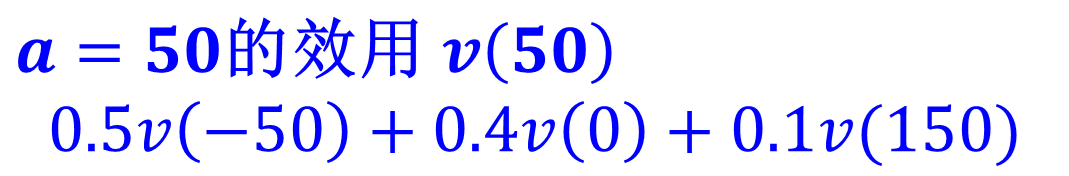 a = 50的效用 v(50)
0.5v(−50) + 0.4v(0) + 0.1v(150)